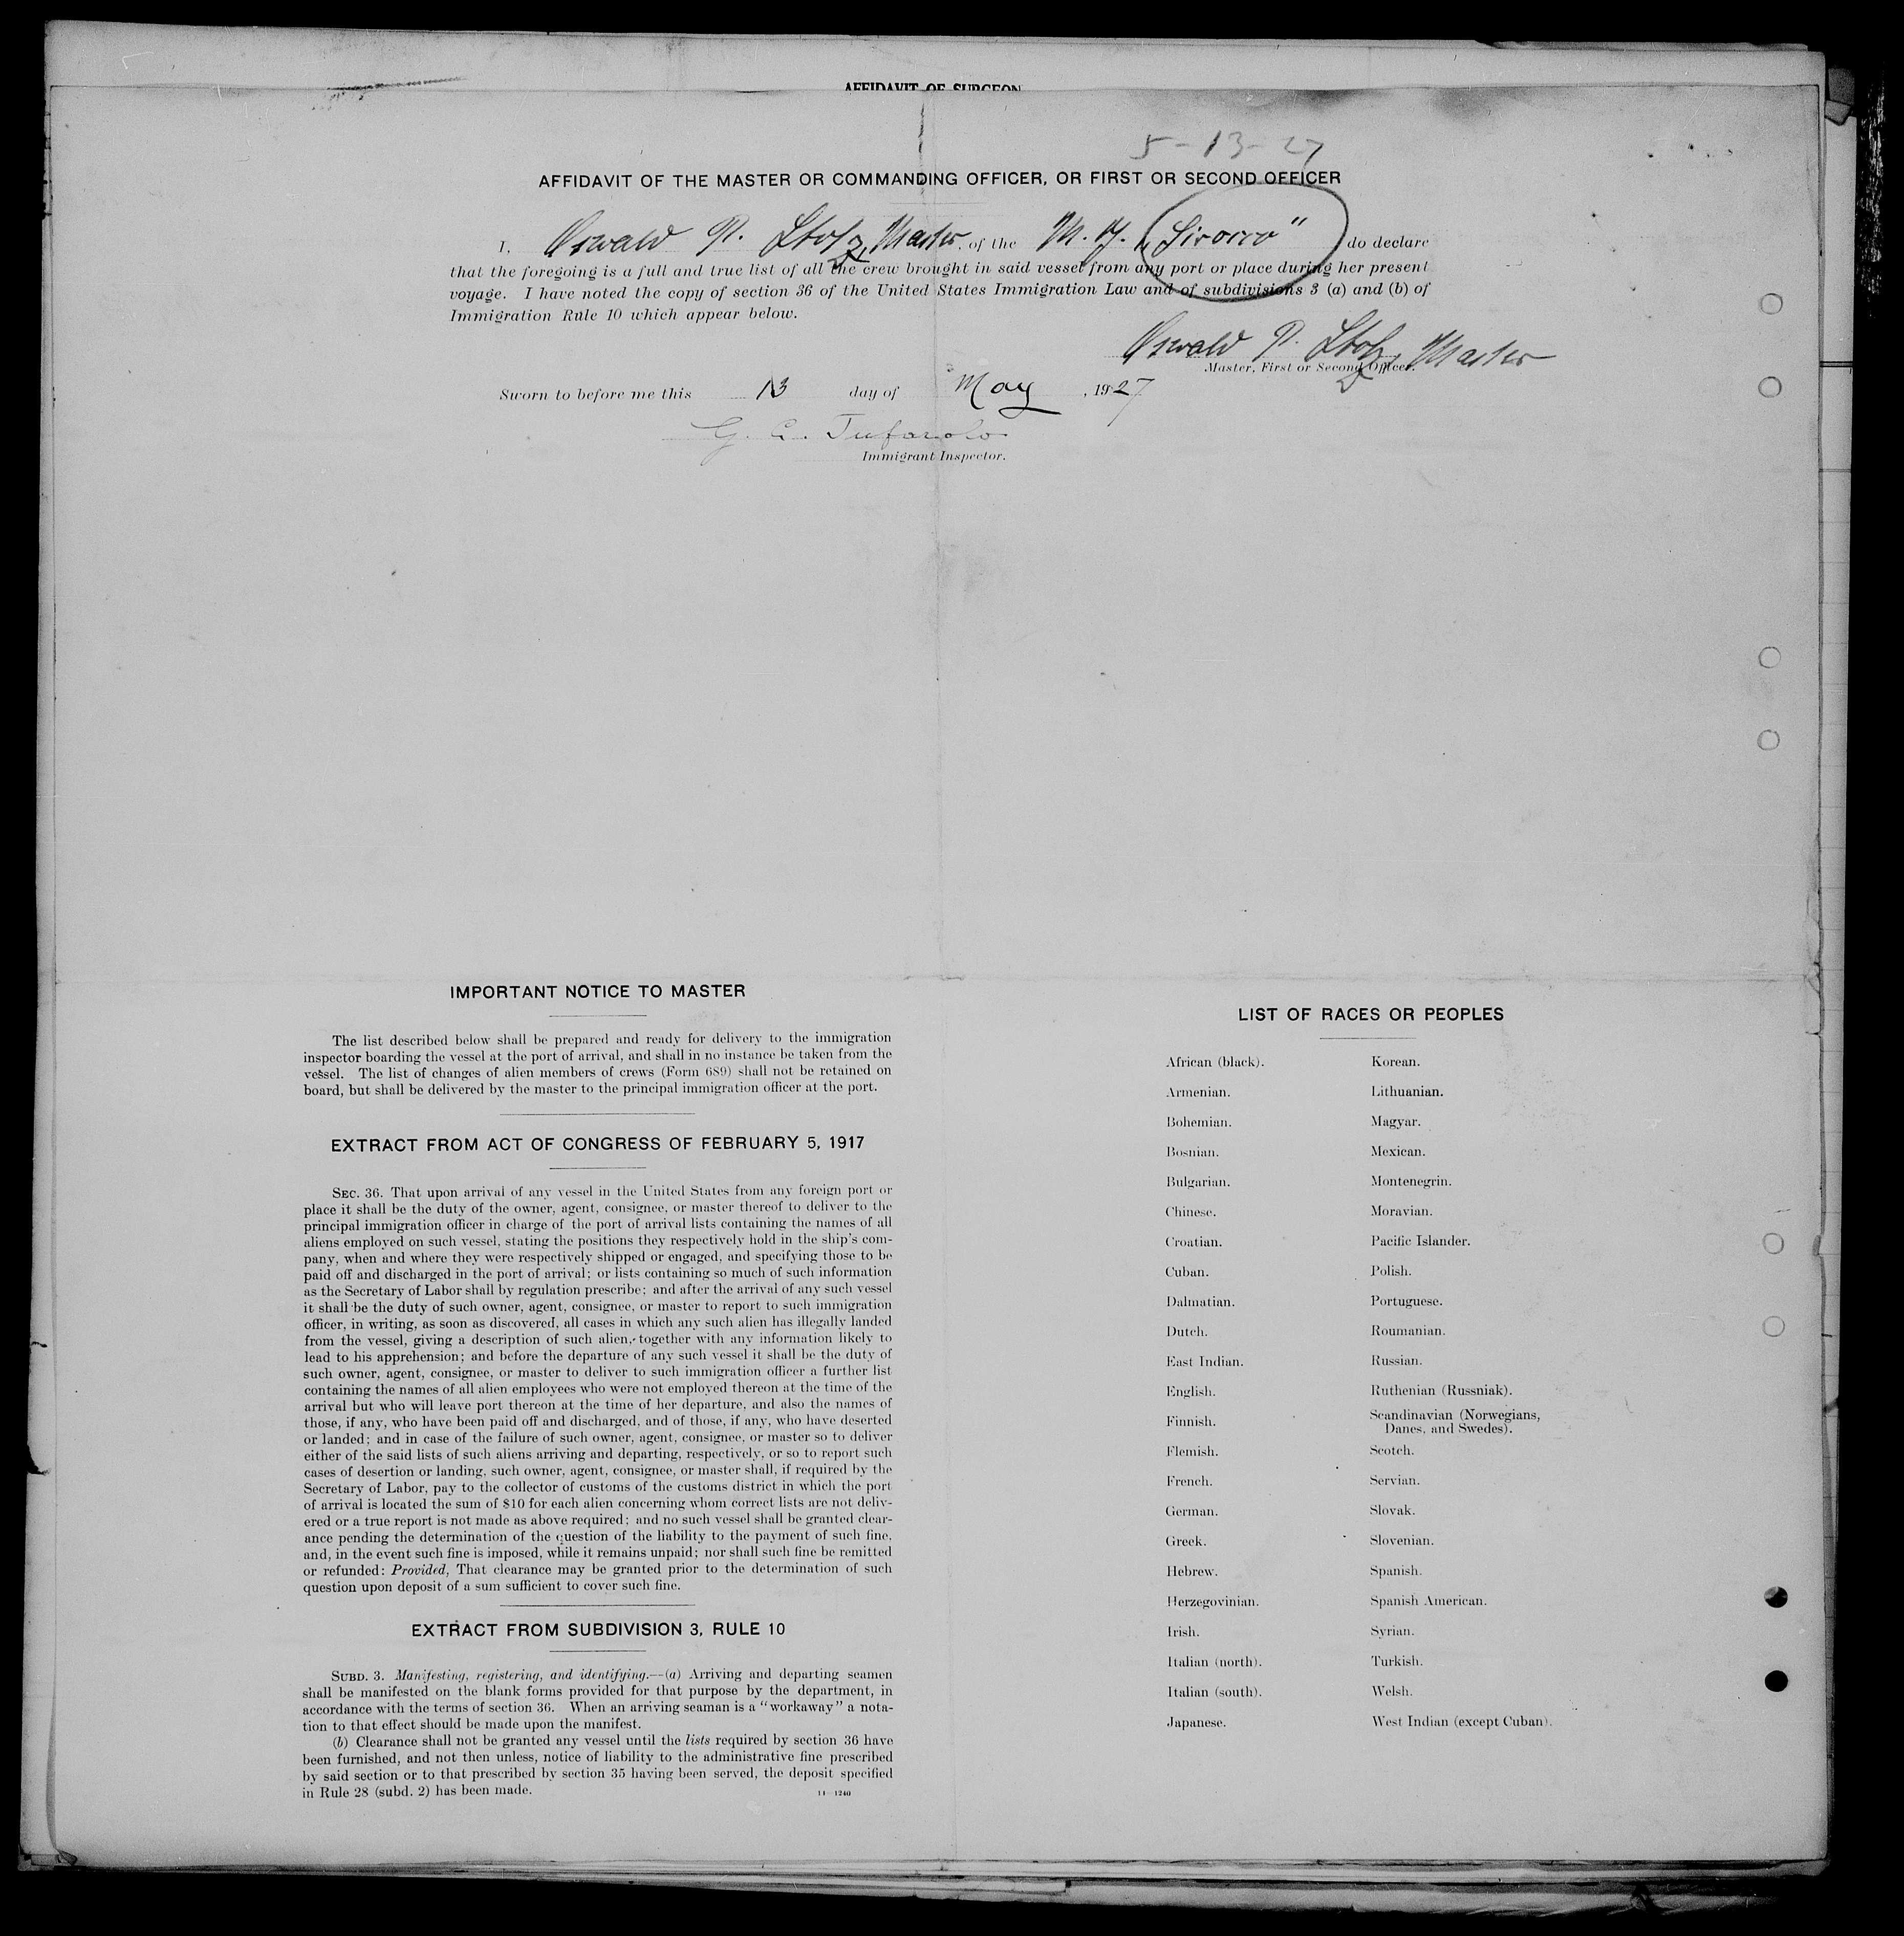 AFFIDAVIT OF SURGEON
5-13-27
AFFIDAVIT OF THE MASTER OR COMMANDING OFFICER, OR FIRST OR SECOND OFFICER
I, Oswald P. Stolz, Master, of the M. Y. "Sirocco" do declare
that the foregoing is a full and true list of all the crew brought in said vessel from any port or place during her present
voyage. I have noted the copy of section 36 of the United States Immigration Law and of subdivisions 3 (a) and (b) of
Immigration Rule 10 which appear below.
Oswald P. Stolz, Master
Master, First or Second Officer.
Sworn to before me this 13 day of May, 1927
G.
Immigrant Inspector.
IMPORTANT NOTICE TO MASTER
The list described below shall be prepared and ready for delivery to the immigration
inspector boarding the vessel at the port of arrival, and shall in no instance be taken from the
vessel. The list of changes of alien members of crews (Form 689) shall not be retained on
board, but shall be delivered by the master to the principal immigration officer at the port.
EXTRACT FROM ACT OF CONGRESS OF FEBRUARY 5, 1917
SEC. 36. That upon arrival of any vessel in the United States from any foreign port or
place it shall be the duty of the owner, agent, consignee, or master thereof to deliver to the
principal immigration officer in charge of the port of arrival lists containing the names of all
aliens employed on such vessel, stating the positions they respectively hold in the ship's com-
pany, when and where they were respectively shipped or engaged, and specifying those to be
paid off and discharged in the port of arrival; or lists containing so much of such information
as the Secretary of Labor shall by regulation prescribe; and after the arrival of any such vessel
it shall be the duty of such owner, agent, consignee, or master to report to such immigration
officer, in writing, as soon as discovered, all cases in which any such alien has illegally landed
from the vessel, giving a description of such alien, together with any information likely to
lead to his apprehension; and before the departure of any such vessel it shall be the duty of
such owner, agent, consignee, or master to deliver to such immigration officer a further list
containing the names of all alien employees who were not employed thereon at the time of the
arrival but who will leave port thereon at the time of her departure, and also the names of
those, if any, who have been paid off and discharged, and of those, if any, who have deserted
or landed; and in case of the failure of such owner, agent, consignee, or master so to deliver
either of the said lists of such aliens arriving and departing, respectively, or so to report such
cases of desertion or landing, such owner, agent, consignee, or master shall, if required by the
Secretary of Labor, pay to the collector of customs of the customs district in which the port
of arrival is located the sum of $10 for each alien concerning whom correct lists are not deliv-
ered or a true report is not made as above required; and no such vessel shall be granted clear-
ance pending the determination of the question of the liability to the payment of such fine,
and, in the event such fine is imposed, while it remains unpaid; nor shall such fine be remitted
or refunded: Provided, That clearance may be granted prior to the determination of such
question upon deposit of a sum sufficient to cover such fine.
EXTRACT FROM SUBDIVISION 3, RULE 10
SUBD. 3. Manifesting, registering, and identifying.—(a) Arriving and departing seamen
shall be manifested on the blank forms provided for that purpose by the department, in
accordance with the terms of section 36. When an arriving seaman is a "workaway" a nota-
tion to that effect should be made upon the manifest.
(b) Clearance shall not be granted any vessel until the lists required by section 36 have
been furnished, and not then unless, notice of liability to the administrative fine prescribed
by said section or to that prescribed by section 35 having been served, the deposit specified
in Rule 28 (subd. 2) has been made.
11—1240
LIST OF RACES OR PEOPLES
African (black).
Armenian.
Bohemian.
Bosnian.
Bulgarian.
Chinese.
Croatian.
Cuban.
Dalmatian.
Dutch.
East Indian.
English.
Finnish.
Flemish.
French.
German.
Greek.
Hebrew.
Herzegovinian.
Irish.
Italian (north).
Italian (south).
Japanese.
Korean.
Lithuanian.
Magyar.
Mexican.
Montenegrin.
Moravian.
Pacific Islander.
Polish.
Portuguese.
Roumanian.
Russian.
Ruthenian (Russniak).
Scandinavian (Norwegians,
Danes, and Swedes).
Scotch.
Servian.
Slovak.
Slovenian.
Spanish.
Spanish American.
Syrian.
Turkish.
Welsh.
West Indian (except Cuban).